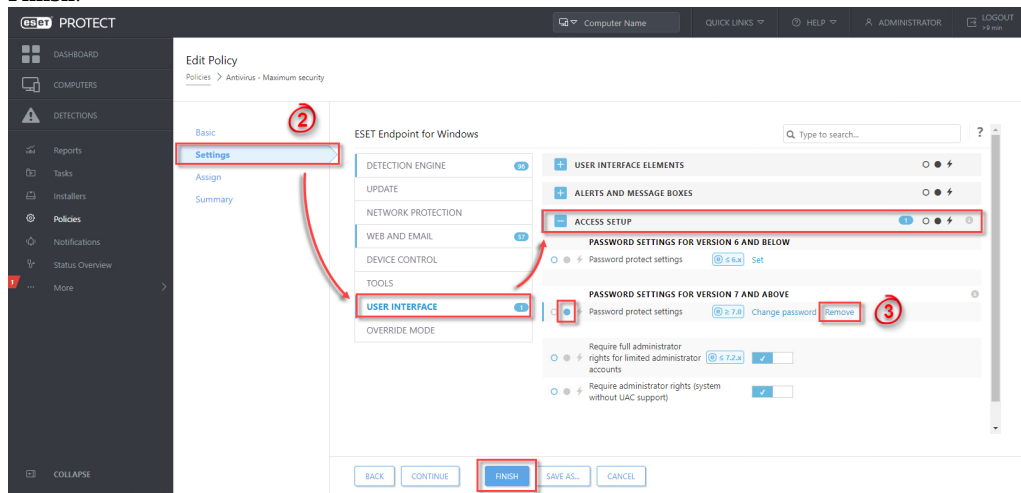 eset PROTECT
Computer Name
QUICK LINKS
HELP
ADMINISTRATOR
LOGOUT
>9 min
DASHBOARD
COMPUTERS
DETECTIONS
Reports
Tasks
Installers
Policies
Notifications
Status Overview
1
More
COLLAPSE
Edit Policy
Policies > Antivirus - Maximum security
2
Basic
Settings
Assign
Summary
ESET Endpoint for Windows
Type to search...
?
DETECTION ENGINE 98
UPDATE
NETWORK PROTECTION
WEB AND EMAIL 57
DEVICE CONTROL
TOOLS
USER INTERFACE 1
OVERRIDE MODE
USER INTERFACE ELEMENTS
ALERTS AND MESSAGE BOXES
ACCESS SETUP 1
PASSWORD SETTINGS FOR VERSION 6 AND BELOW
Password protect settings ≤ 6.x Set
PASSWORD SETTINGS FOR VERSION 7 AND ABOVE
Password protect settings ≥ 7.0 Change password Remove
3
Require full administrator
rights for limited administrator ≤ 7.2.x
accounts
Require administrator rights (system
without UAC support)
BACK
CONTINUE
FINISH
SAVE AS...
CANCEL